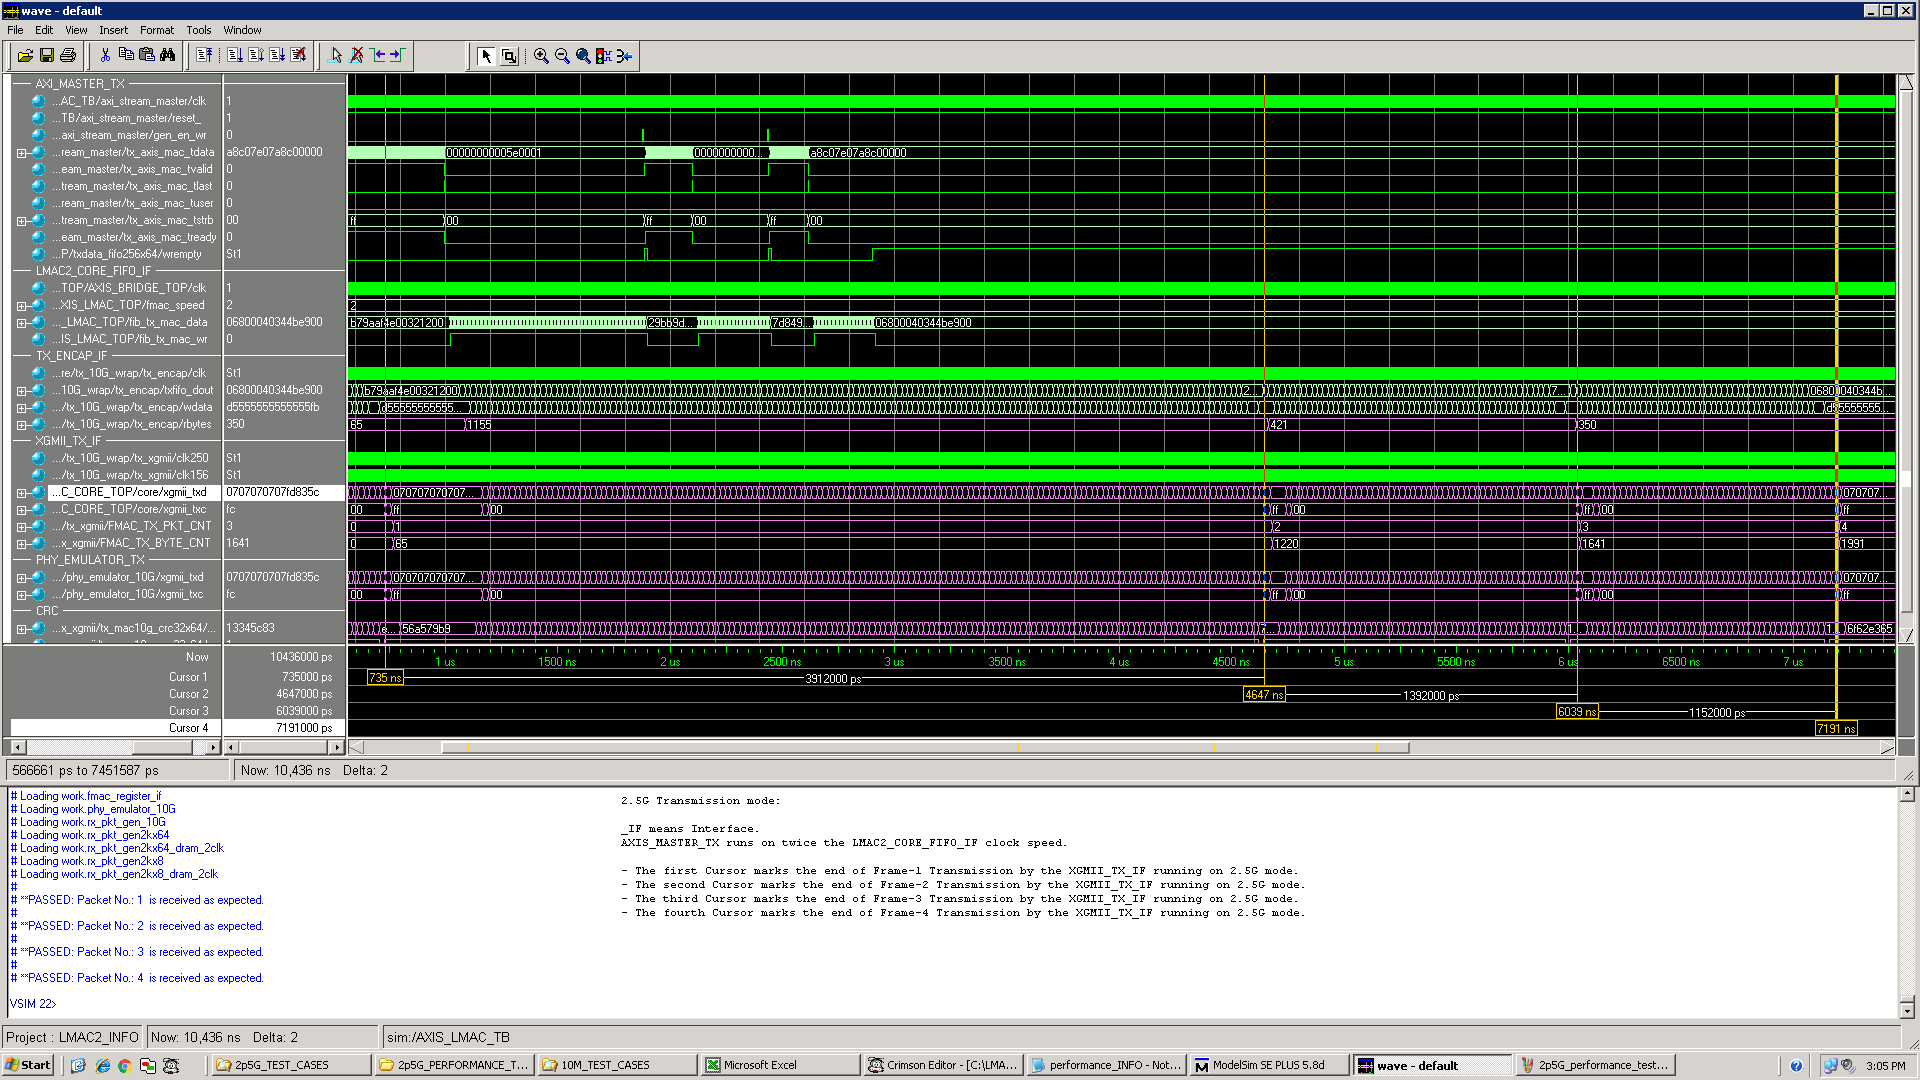 wave - default
File Edit View Insert Format Tools Window
AXI_MASTER_TX
...AC_TB/axi_stream_master/clk 1
...TB/axi_stream_master/reset_ 1
...axi_stream_master/gen_en_wr 0
...ream_master/tx_axis_mac_tdata a8c07e07a8c00000 00000000005e0001 0000000000... a8c07e07a8c00000
...eam_master/tx_axis_mac_tvalid 0
...tream_master/tx_axis_mac_tlast 0
...ream_master/tx_axis_mac_tuser 0
...tream_master/tx_axis_mac_tstrb 00 ff 00 ff 00 ff 00
...eam_master/tx_axis_mac_tready 0
...P/txdata_fifo256x64/wrempty St1
LMAC2_CORE_FIFO_IF
...TOP/AXIS_BRIDGE_TOP/clk 1
...XIS_LMAC_TOP/fmac_speed 2 2
..._LMAC_TOP/fib_tx_mac_data 06800040344be900 b79aaf4e00321200 29bb9d... 7d849... 06800040344be900
...IS_LMAC_TOP/fib_tx_mac_wr 0
TX_ENCAP_IF
...re/tx_10G_wrap/tx_encap/clk St1
...10G_wrap/tx_encap/txfifo_dout 06800040344be900 b79aaf4e00321200 2... 7... 06800040344b...
.../tx_10G_wrap/tx_encap/wdata d55555555555555fb d55555555555... d55555555...
.../tx_10G_wrap/tx_encap/rbytes 350 65 1155 421 350
XGMII_TX_IF
.../tx_10G_wrap/tx_xgmii/clk250 St1
.../tx_10G_wrap/tx_xgmii/clk156 St1
...C_CORE_TOP/core/xgmii_txd 0707070707fd835c 070707070707... 070707...
...C_CORE_TOP/core/xgmii_txc fc 00 ff 00 ff 00 ff 00 ff
.../tx_xgmii/FMAC_TX_PKT_CNT 3 0 1 2 3 4
...x_xgmii/FMAC_TX_BYTE_CNT 1641 0 65 1220 1641 1991
PHY_EMULATOR_TX
.../phy_emulator_10G/xgmii_txd 0707070707fd835c 070707070707... 070707...
.../phy_emulator_10G/xgmii_txc fc 00 ff 00 ff 00 ff 00 ff
CRC
...x_xgmii/tx_mac10g_crc32x64/... 13345c83 e... 56a579b9 7... 1... 1... 6f62e365
Now 10436000 ps 1 us 1500 ns 2 us 2500 ns 3 us 3500 ns 4 us 4500 ns 5 us 5500 ns 6 us 6500 ns 7 us
Cursor 1 735000 ps 735 ns 3912000 ps
Cursor 2 4647000 ps 4647 ns 1392000 ps
Cursor 3 6039000 ps 6039 ns 1152000 ps
Cursor 4 7191000 ps 7191 ns
566661 ps to 7451587 ps Now: 10,436 ns Delta: 2
# Loading work.fmac_register_if
# Loading work.phy_emulator_10G
# Loading work.rx_pkt_gen_10G
# Loading work.rx_pkt_gen2kx64
# Loading work.rx_pkt_gen2kx64_dram_2clk
# Loading work.rx_pkt_gen2kx8
# Loading work.rx_pkt_gen2kx8_dram_2clk
#
# **PASSED: Packet No.: 1 is received as expected.
#
# **PASSED: Packet No.: 2 is received as expected.
#
# **PASSED: Packet No.: 3 is received as expected.
#
# **PASSED: Packet No.: 4 is received as expected.
VSIM 22>
2.5G Transmission mode:
_IF means Interface.
AXIS_MASTER_TX runs on twice the LMAC2_CORE_FIFO_IF clock speed.
- The first Cursor marks the end of Frame-1 Transmission by the XGMII_TX_IF running on 2.5G mode.
- The second Cursor marks the end of Frame-2 Transmission by the XGMII_TX_IF running on 2.5G mode.
- The third Cursor marks the end of Frame-3 Transmission by the XGMII_TX_IF running on 2.5G mode.
- The fourth Cursor marks the end of Frame-4 Transmission by the XGMII_TX_IF running on 2.5G mode.
Project : LMAC2_INFO Now: 10,436 ns Delta: 2 sim:/AXIS_LMAC_TB
Start 2p5G_TEST_CASES 2p5G_PERFORMANCE_T... 10M_TEST_CASES Microsoft Excel Crimson Editor - [C:\LMA... performance_INFO - Not... ModelSim SE PLUS 5.8d wave - default 2p5G_performance_test... 3:05 PM